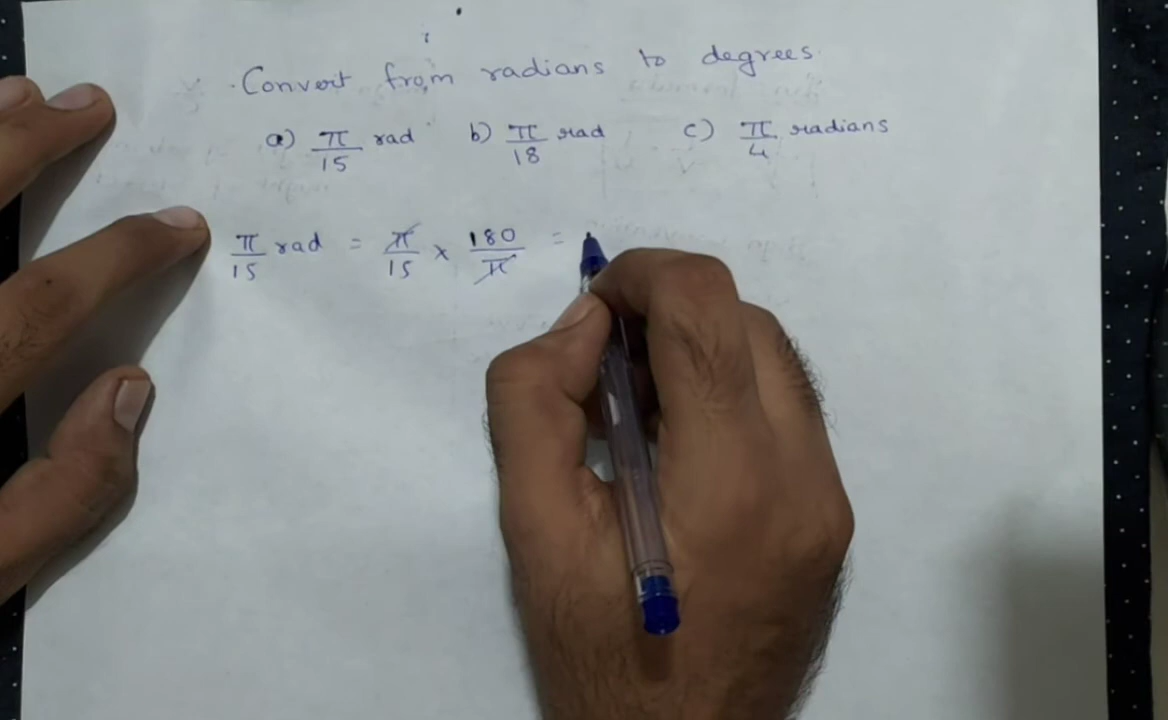 Convert from radians to degrees.
a) π/15 rad b) π/18 rad c) π/4 radians
π/15 rad = π/15 × 180/π =